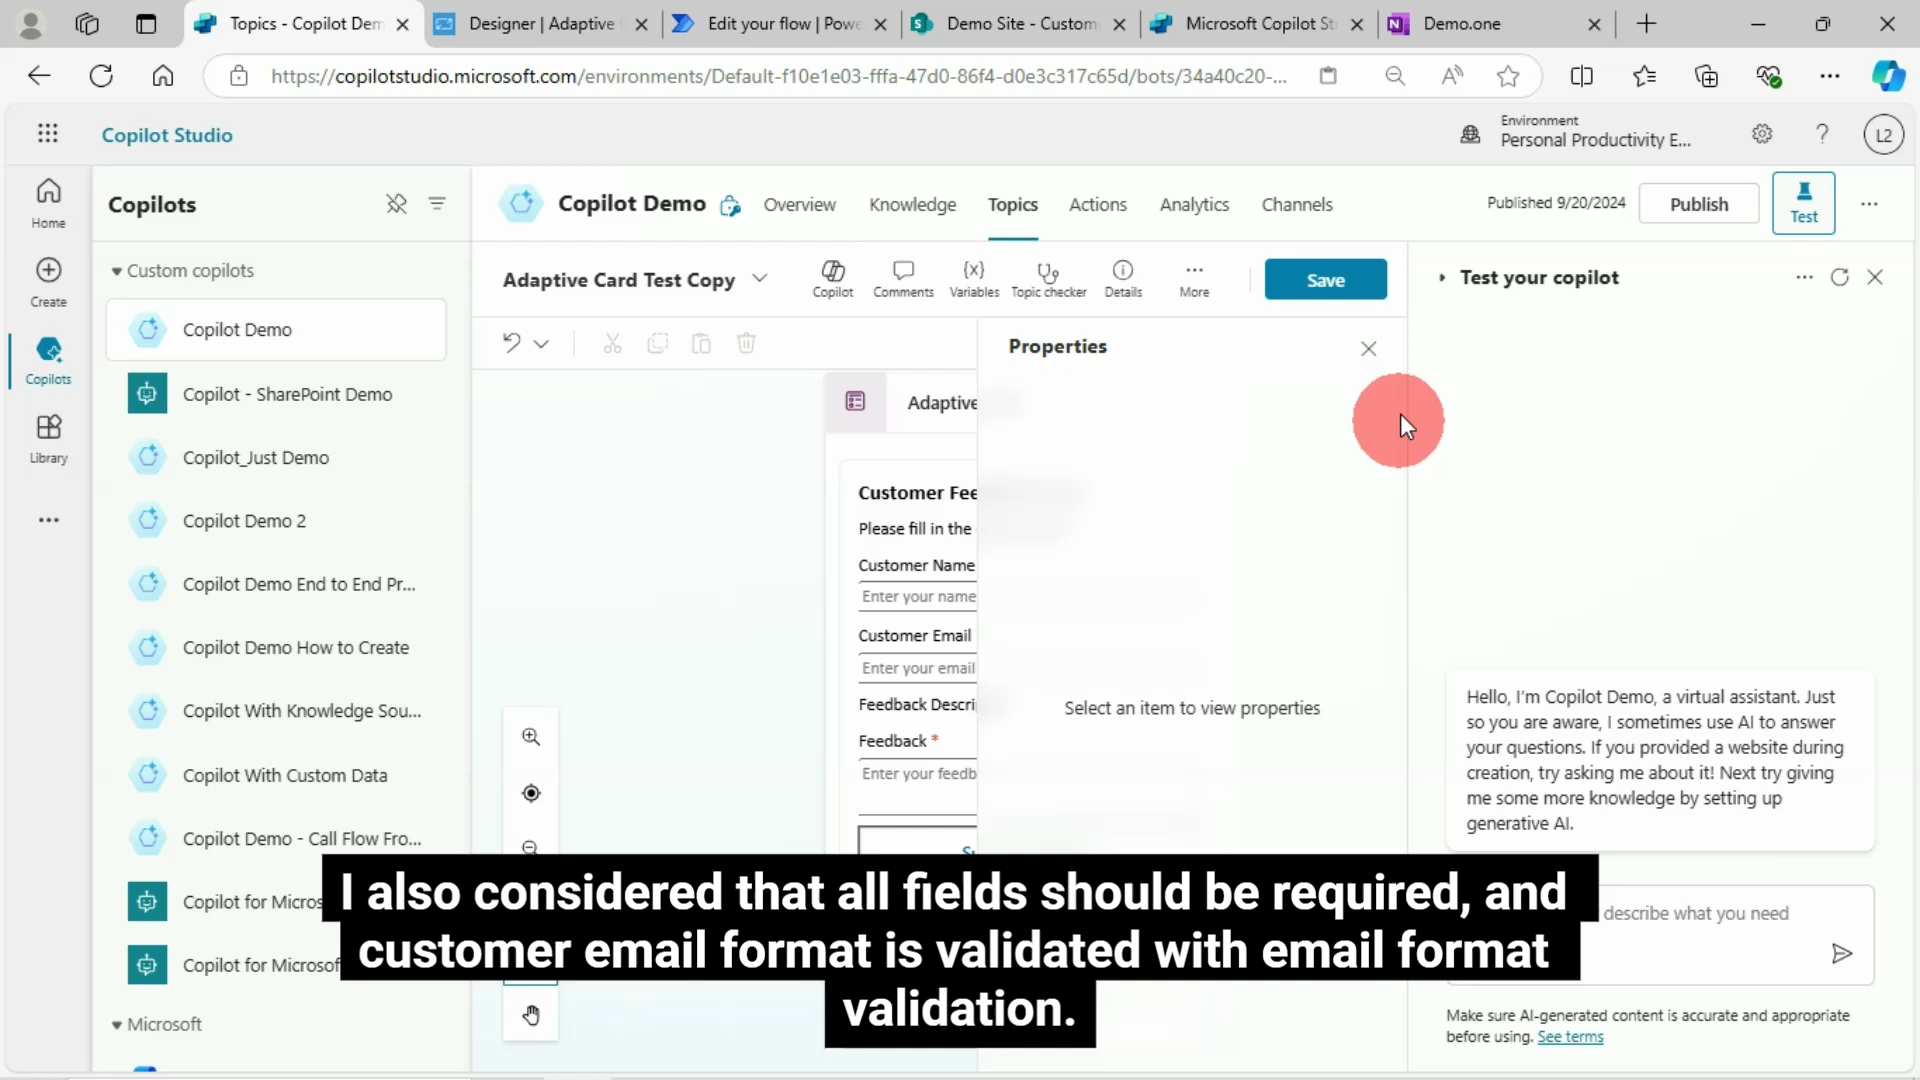 Topics - Copilot Dem
Designer | Adaptive
Edit your flow | Powe
Demo Site - Custom
Microsoft Copilot St
Demo.one
https://copilotstudio.microsoft.com/environments/Default-f10e1e03-fffa-47d0-86f4-d0e3c317c65d/bots/34a40c20-...
Copilot Studio
Environment
Personal Productivity E...
L2
Home
Create
Copilots
Library
Copilots
Custom copilots
Copilot Demo
Copilot - SharePoint Demo
Copilot_Just Demo
Copilot Demo 2
Copilot Demo End to End Pr...
Copilot Demo How to Create
Copilot With Knowledge Sou...
Copilot With Custom Data
Copilot Demo - Call Flow Fro...
Copilot for Micros
Copilot for Microsof
Microsoft
Copilot Demo
Overview
Knowledge
Topics
Actions
Analytics
Channels
Published 9/20/2024
Publish
Test
Adaptive Card Test Copy
Copilot
Comments
Variables
Topic checker
Details
More
Save
Adaptive
Customer Fee
Please fill in the
Customer Name
Enter your name
Customer Email
Enter your email
Feedback Descri
Feedback *
Enter your feedb
Su
Properties
Select an item to view properties
Test your copilot
Hello, I'm Copilot Demo, a virtual assistant. Just
so you are aware, I sometimes use AI to answer
your questions. If you provided a website during
creation, try asking me about it! Next try giving
me some more knowledge by setting up
generative AI.
describe what you need
Make sure AI-generated content is accurate and appropriate
before using. See terms
I also considered that all fields should be required, and
customer email format is validated with email format
validation.